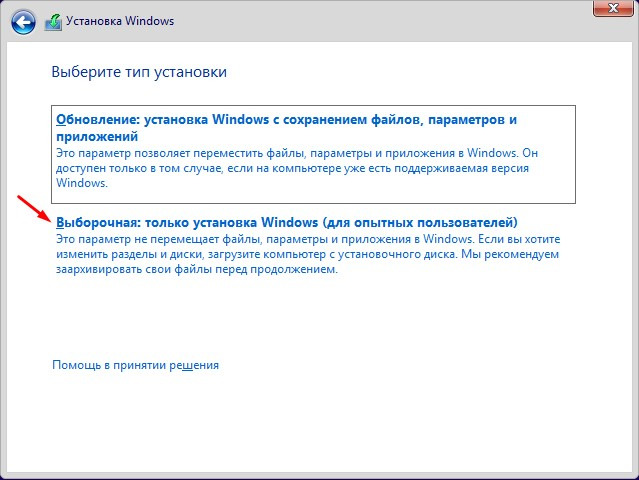 Установка Windows
Выберите тип установки
Обновление: установка Windows с сохранением файлов, параметров и
приложений
Это параметр позволяет переместить файлы, параметры и приложения в Windows. Он
доступен только в том случае, если на компьютере уже есть поддерживаемая версия
Windows.
Выборочная: только установка Windows (для опытных пользователей)
Это параметр не перемещает файлы, параметры и приложения в Windows. Если вы хотите
изменить разделы и диски, загрузите компьютер с установочного диска. Мы рекомендуем
заархивировать свои файлы перед продолжением.
Помощь в принятии решения